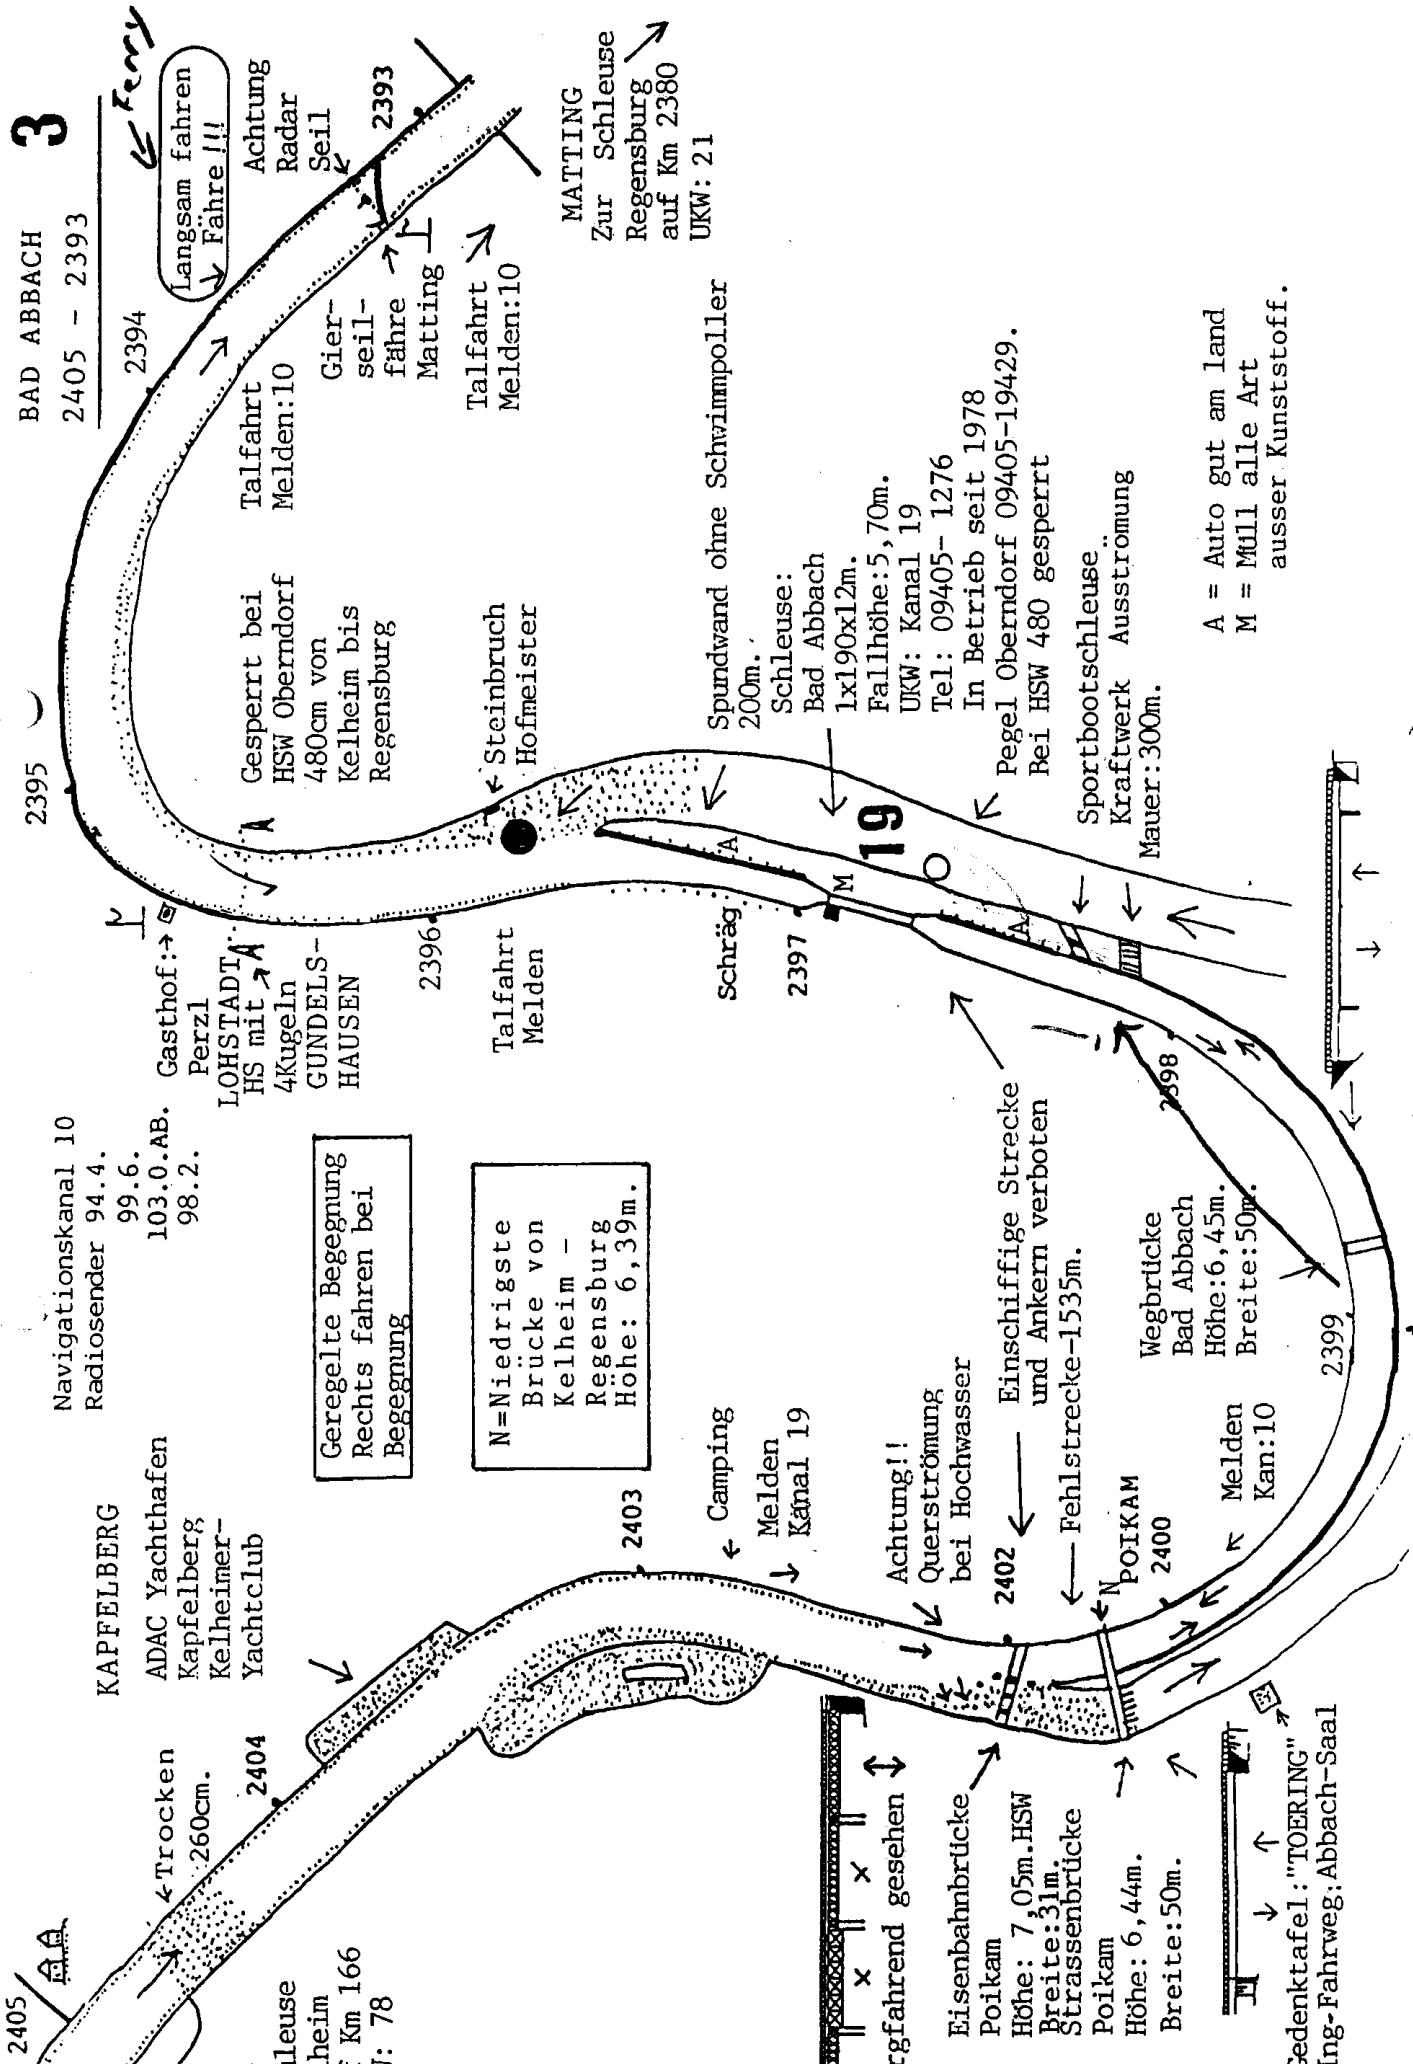 BAD ABBACH
2405 - 2393
3
Ferry
Langsam fahren
Fähre !!!
Achtung
Radar
Seil
2393
2394
2395
MATTING
Zur Schleuse
Regensburg
auf Km 2380
UKW: 21
Gier-
seil-
fähre
Matting
Talfahrt
Melden:10
Talfahrt
Melden:10
Gesperrt bei
HSW Oberndorf
48Ocm von
Kelheim bis
Regensburg
A
Steinbruch
Hofmeister
Spundwand ohne Schwimpoller
200m.
Schleuse:
Bad Abbach
1x190x12m.
Fallhöhe:5,70m.
UKW: Kanal 19
Tel: 09405- 1276
In Betrieb seit 1978
Pegel Oberndorf 09405-19429.
Bei HSW 480 gesperrt
Sportbootschleuse
Kraftwerk Ausströmung
Mauer:300m.
A = Auto gut am land
M = Müll alle Art
ausser Kunststoff.
19
A
M
A
Gasthof:
Perzl
LOHSTADT
HS mit
4Kugeln
GUNDELS-
HAUSEN
A
2396
Talfahrt
Melden
Schräg
2397
2398
Navigationskanal 10
Radiosender 94.4.
99.6.
103.0.AB.
98.2.
Geregelte Begegnung
Rechts fahren bei
Begegnung
N=Niedrigste
Brücke von
Kelheim -
Regensburg
Höhe: 6,39m.
Einschiffige Strecke
und Ankern verboten
Fehlstrecke-1535m.
Wegbrücke
Bad Abbach
Höhe:6,45m.
Breite:50m.
2399
KAPFELBERG
ADAC Yachthafen
Kapfelberg
Kelheimer-
Yachtclub
2403
Camping
Melden
Kanal 19
Achtung!!
Querströmung
bei Hochwasser
2402
N
POIKAM
2400
Melden
Kan:10
2405
Trocken
260cm.
2404
leuse
lheim
Km 166
: 78
rgfahrend gesehen
Eisenbahnbrücke
Poikam
Höhe: 7,05m.HSW
Breite:31m.
Strassenbrücke
Poikam
Höhe: 6,44m.
Breite:50m.
Gedenktafel:"TOERING"
Ing-Fahrweg:Abbach-Saal